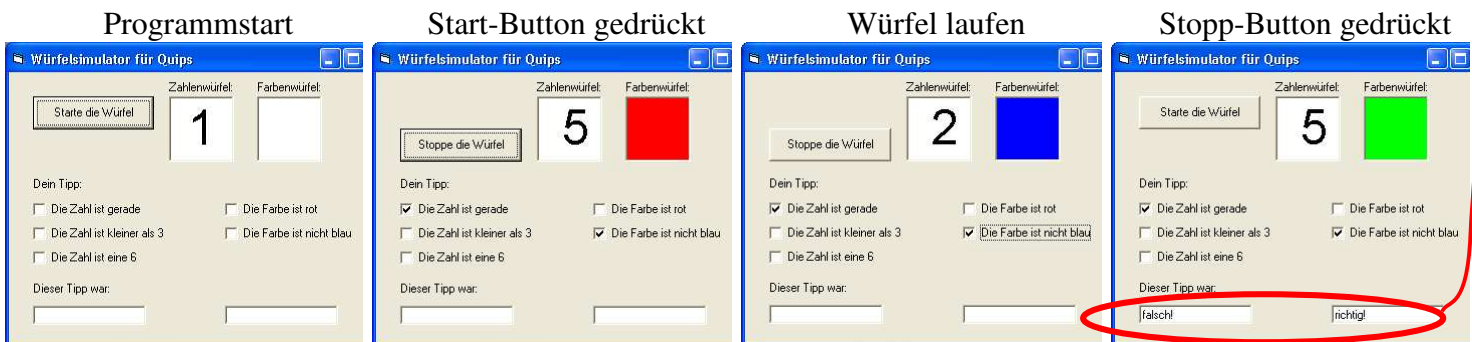 Programmstart
Würfelsimulator für Quips
Zahlenwürfel: Farbenwürfel:
Starte die Würfel
1
Dein Tipp:
Die Zahl ist gerade Die Farbe ist rot
Die Zahl ist kleiner als 3 Die Farbe ist nicht blau
Die Zahl ist eine 6
Dieser Tipp war:
Start-Button gedrückt
Würfelsimulator für Quips
Zahlenwürfel: Farbenwürfel:
5
Stoppe die Würfel
Dein Tipp:
Die Zahl ist gerade Die Farbe ist rot
Die Zahl ist kleiner als 3 Die Farbe ist nicht blau
Die Zahl ist eine 6
Dieser Tipp war:
Würfel laufen
Würfelsimulator für Quips
Zahlenwürfel: Farbenwürfel:
2
Stoppe die Würfel
Dein Tipp:
Die Zahl ist gerade Die Farbe ist rot
Die Zahl ist kleiner als 3 Die Farbe ist nicht blau
Die Zahl ist eine 6
Dieser Tipp war:
Stopp-Button gedrückt
Würfelsimulator für Quips
Zahlenwürfel: Farbenwürfel:
Starte die Würfel
5
Dein Tipp:
Die Zahl ist gerade Die Farbe ist rot
Die Zahl ist kleiner als 3 Die Farbe ist nicht blau
Die Zahl ist eine 6
Dieser Tipp war:
falsch! richtig!